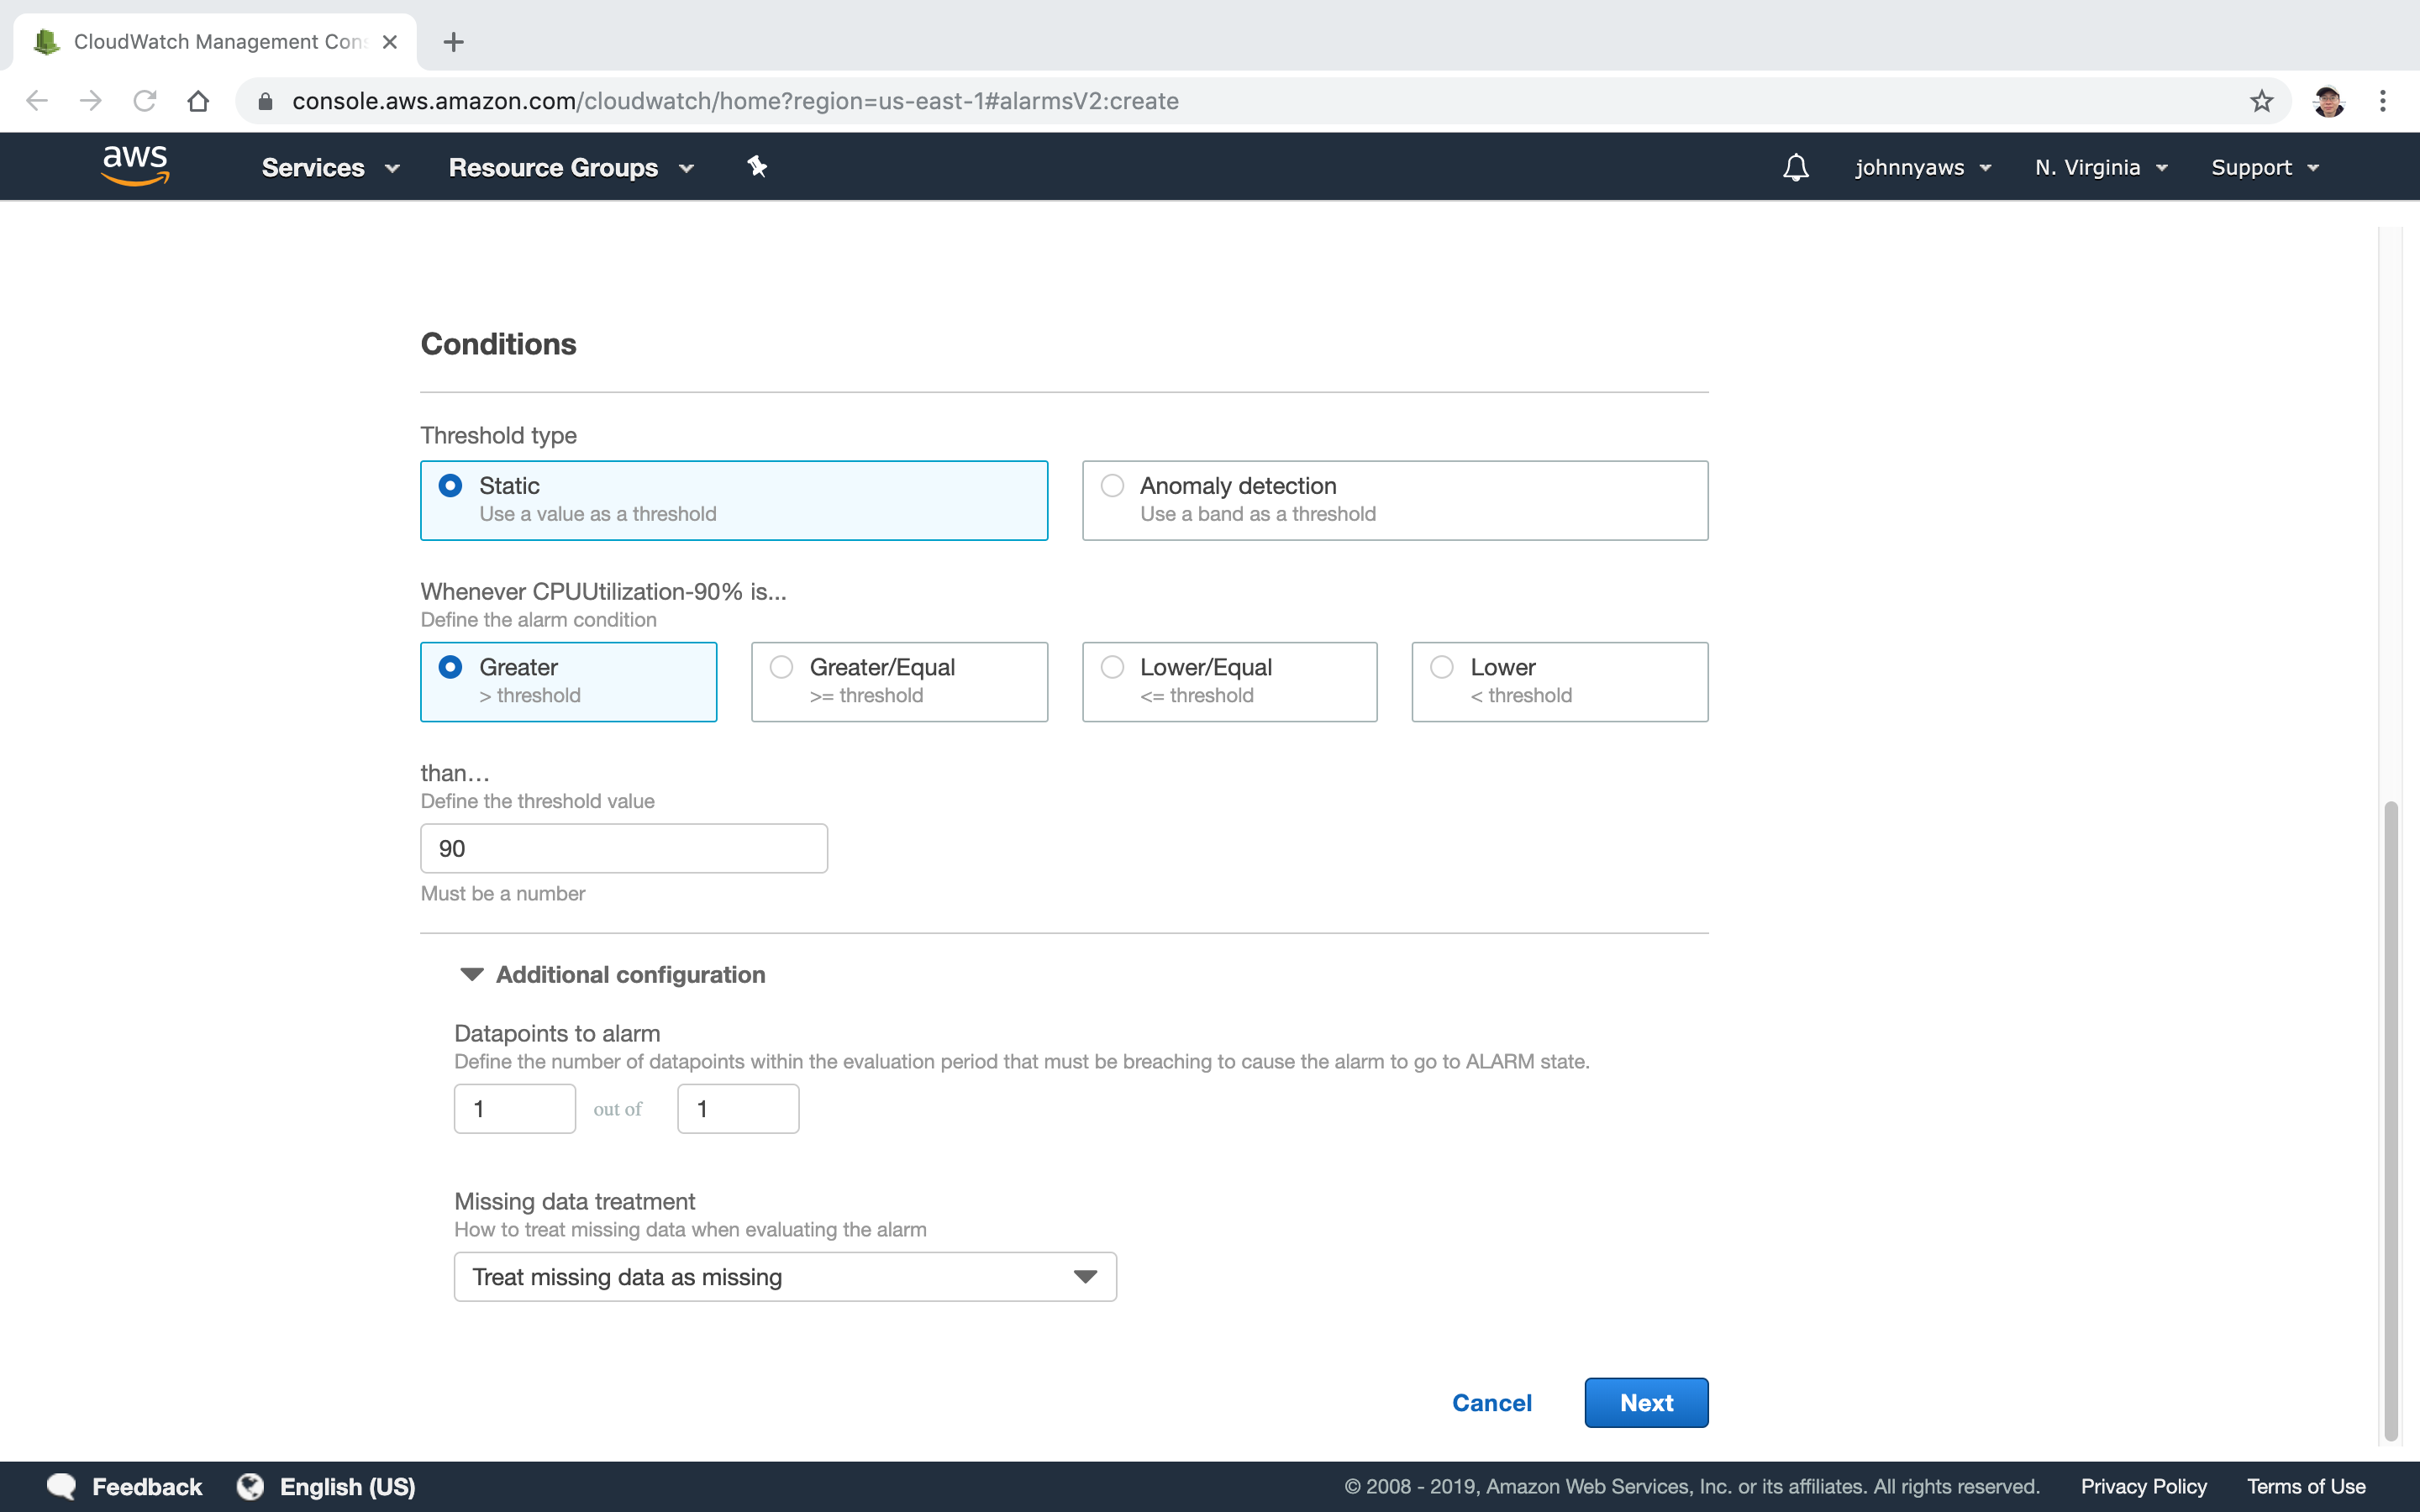 CloudWatch Management Con
console.aws.amazon.com/cloudwatch/home?region=us-east-1#alarmsV2:create
aws Services Resource Groups johnnyaws N. Virginia Support
Conditions
Threshold type
Static Anomaly detection
Use a value as a threshold Use a band as a threshold
Whenever CPUUtilization-90% is...
Define the alarm condition
Greater Greater/Equal Lower/Equal Lower
> threshold >= threshold <= threshold < threshold
than…
Define the threshold value
90
Must be a number
Additional configuration
Datapoints to alarm
Define the number of datapoints within the evaluation period that must be breaching to cause the alarm to go to ALARM state.
1 out of 1
Missing data treatment
How to treat missing data when evaluating the alarm
Treat missing data as missing
Cancel Next
Feedback English (US) © 2008 - 2019, Amazon Web Services, Inc. or its affiliates. All rights reserved. Privacy Policy Terms of Use